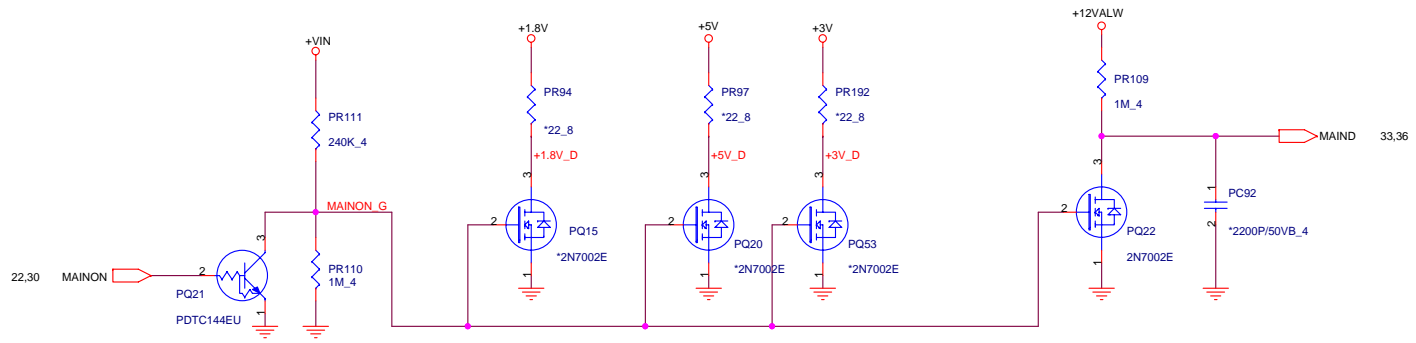 +VIN
PR111
240K_4
MAINON_G
22,30
MAINON
2
3
1
PQ21
PDTC144EU
PR110
1M_4
+1.8V
PR94
*22_8
+1.8V_D
3
2
1
PQ15
*2N7002E
+5V
PR97
*22_8
+5V_D
3
2
1
PQ20
*2N7002E
+3V
PR192
*22_8
+3V_D
3
2
1
PQ53
*2N7002E
+12VALW
PR109
1M_4
3
2
1
PQ22
2N7002E
MAIND
33,36
1
2
PC92
*2200P/50VB_4